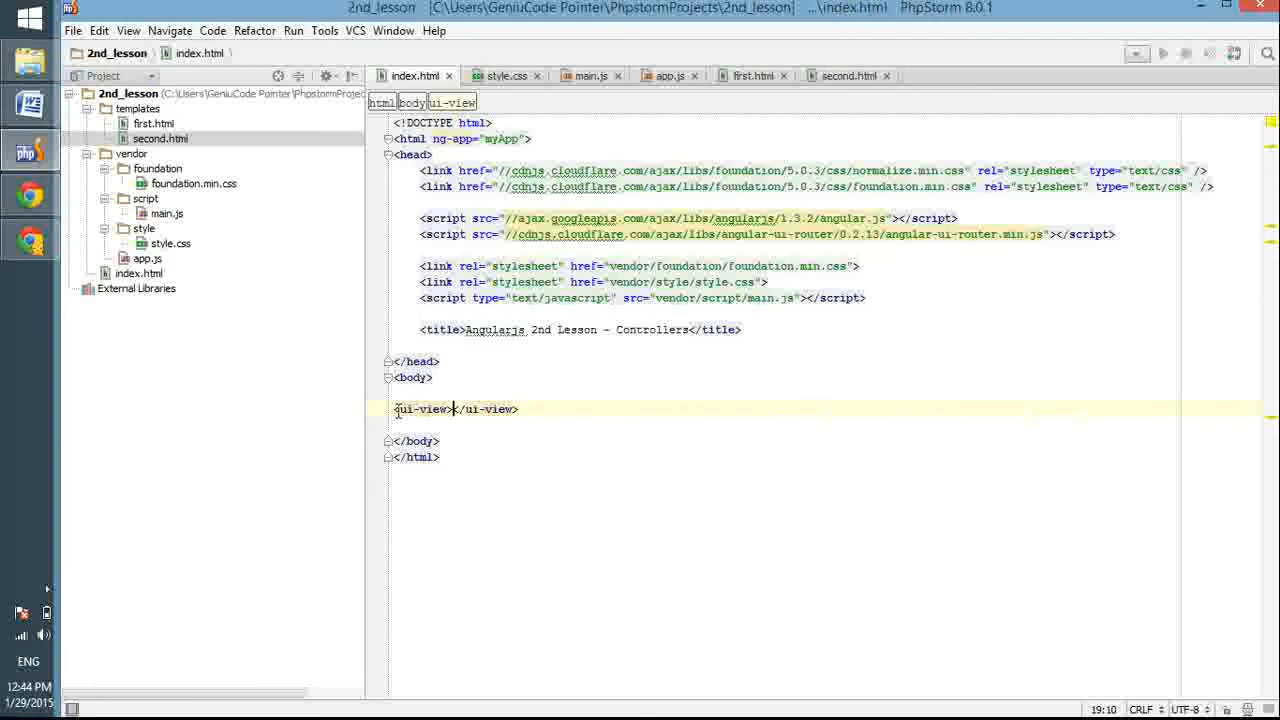 2nd_lesson [C:\Users\GeniuCode Pointer\PhpstormProjects\2nd_lesson] ...\index.html PhpStorm 8.0.1
File Edit View Navigate Code Refactor Run Tools VCS Window Help
2nd_lesson index.html
Project
index.html style.css main.js app.js first.html second.html
2nd_lesson (C:\Users\GeniuCode Pointer\PhpstormProjec
templates
first.html
second.html
vendor
foundation
foundation.min.css
script
main.js
style
style.css
app.js
index.html
External Libraries
html body ui-view
<!DOCTYPE html>
<html ng-app="myApp">
<head>
<link href="//cdnjs.cloudflare.com/ajax/libs/foundation/5.0.3/css/normalize.min.css" rel="stylesheet" type="text/css" />
<link href="//cdnjs.cloudflare.com/ajax/libs/foundation/5.0.3/css/foundation.min.css" rel="stylesheet" type="text/css" />
<script src="//ajax.googleapis.com/ajax/libs/angularjs/1.3.2/angular.js"></script>
<script src="//cdnjs.cloudflare.com/ajax/libs/angular-ui-router/0.2.13/angular-ui-router.min.js"></script>
<link rel="stylesheet" href="vendor/foundation/foundation.min.css">
<link rel="stylesheet" href="vendor/style/style.css">
<script type="text/javascript" src="vendor/script/main.js"></script>
<title>Angularjs 2nd Lesson - Controllers</title>
</head>
<body>
<ui-view></ui-view>
</body>
</html>
ENG
12:44 PM
1/29/2015
19:10 CRLF UTF-8